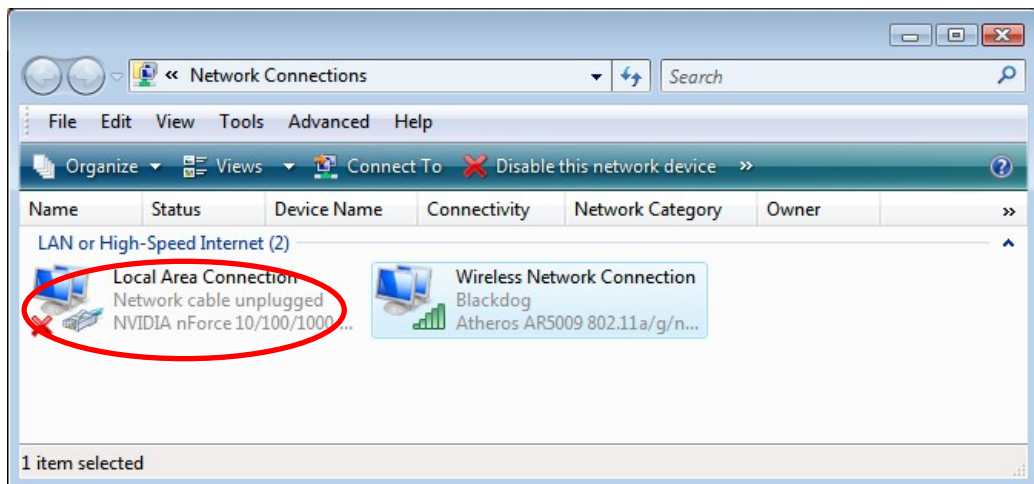 « Network Connections
Search
File Edit View Tools Advanced Help
Organize Views Connect To Disable this network device »
Name Status Device Name Connectivity Network Category Owner »
LAN or High-Speed Internet (2)
Local Area Connection
Network cable unplugged
NVIDIA nForce 10/100/1000 ...
Wireless Network Connection
Blackdog
Atheros AR5009 802.11a/g/n...
1 item selected